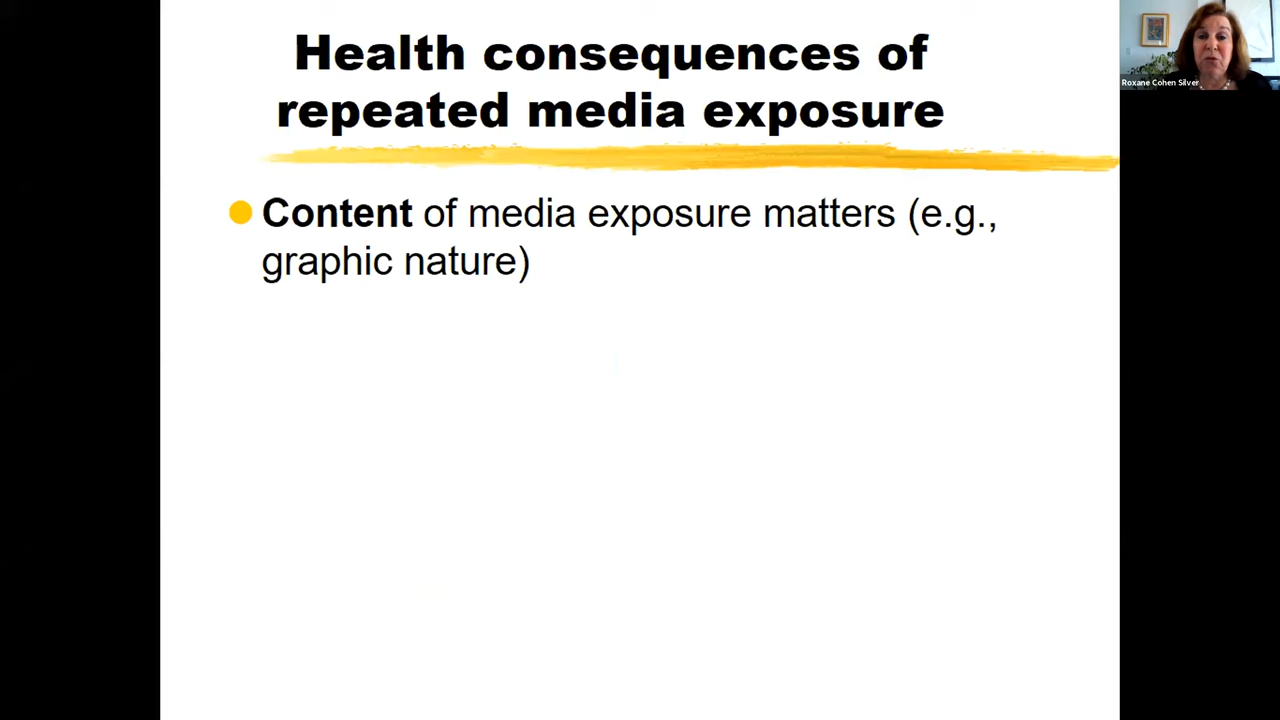 Health consequences of
repeated media exposure
Content of media exposure matters (e.g.,
graphic nature)
Roxane Cohen Silver